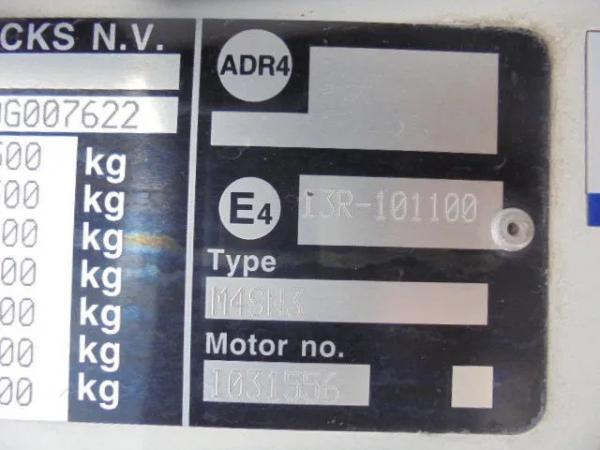 CKS N.V.
G007622
500 kg
00 kg
00 kg
00 kg
00 kg
00 kg
00 kg
ADR4
E4 13R-101100
Type
M4SN3
Motor no.
1031556